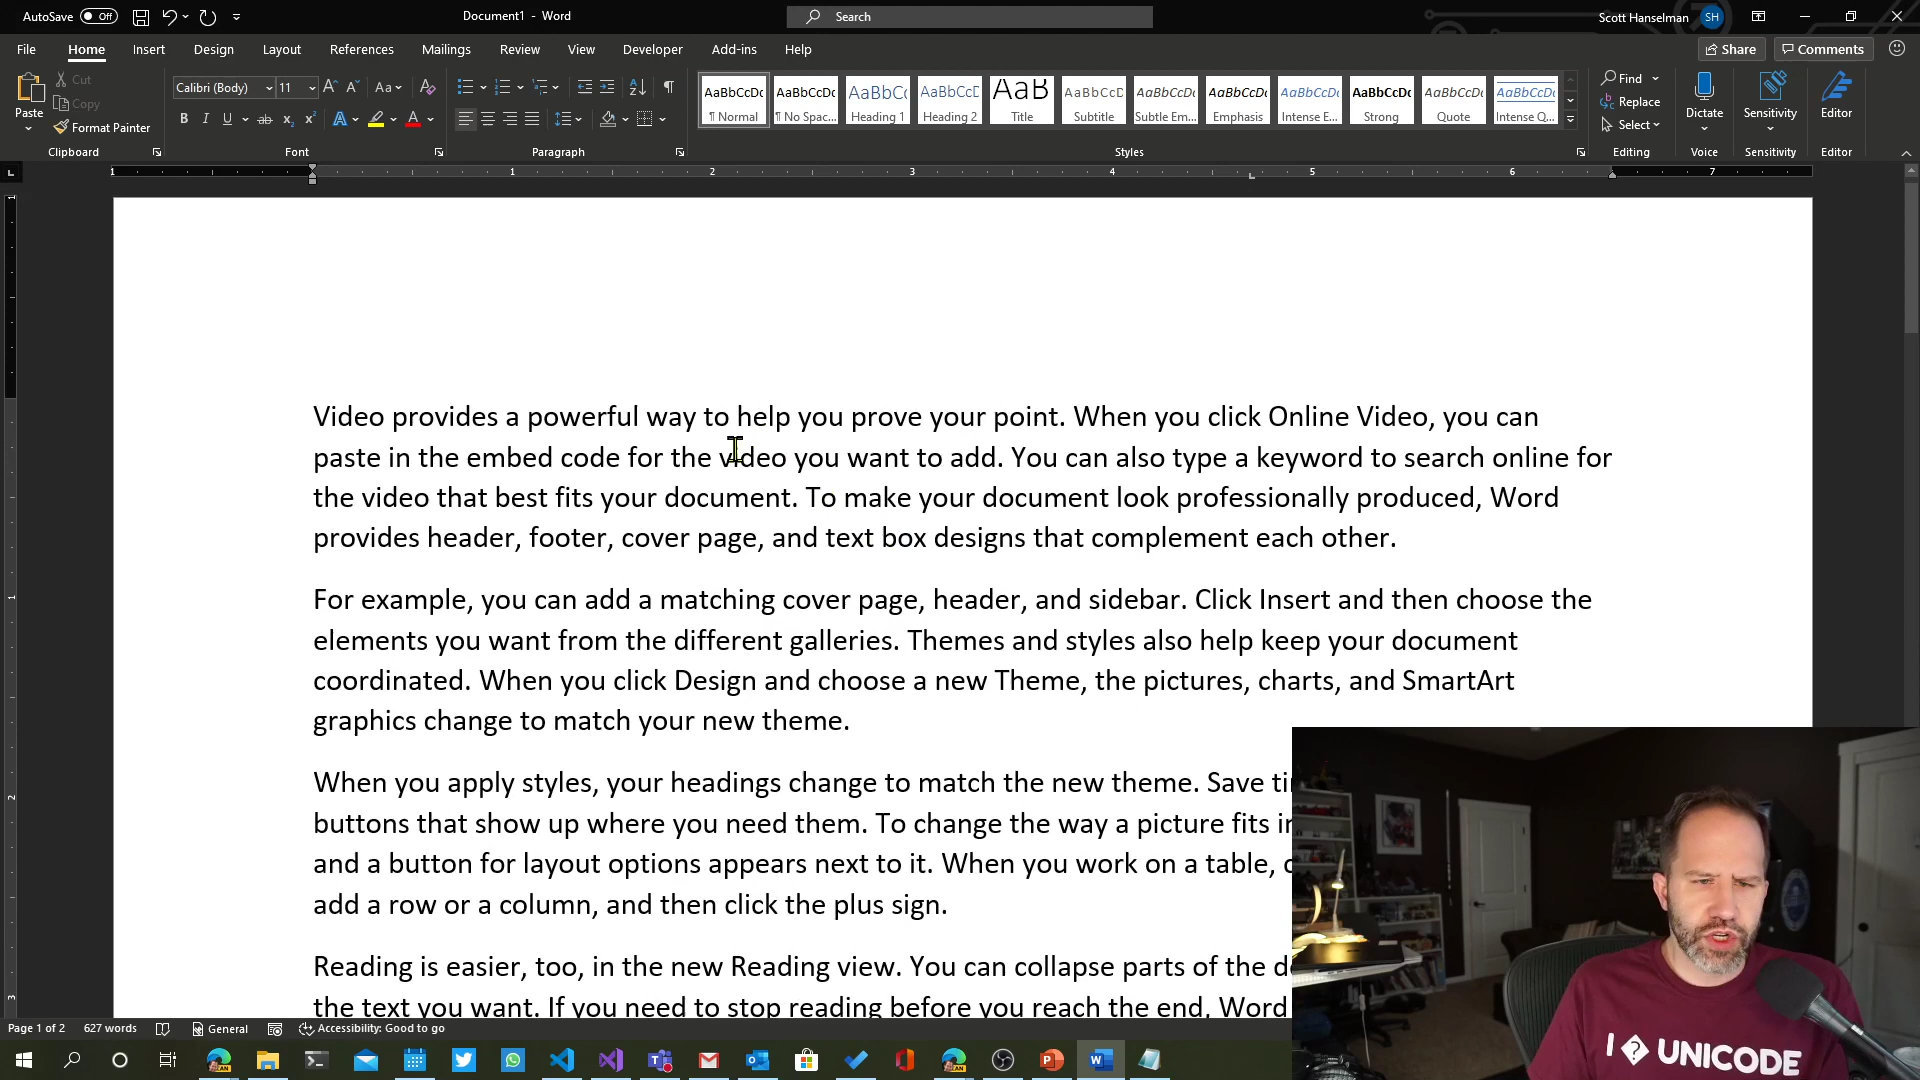 AutoSave Off
Document1 - Word
Search
Scott Hanselman SH
File Home Insert Design Layout References Mailings Review View Developer Add-ins Help
Share Comments
Paste
Cut
Copy
Format Painter
Clipboard
Calibri (Body) 11
Font
Paragraph
AaBbCcDc AaBbCcDc AaBbCc AaBbCcD AaB AaBbCcD AaBbCcDc AaBbCcDc AaBbCcDc AaBbCcDc AaBbCcDc AaBbCcDc
¶ Normal ¶ No Spac... Heading 1 Heading 2 Title Subtitle Subtle Em... Emphasis Intense E... Strong Quote Intense Q...
Styles
Find
Replace
Select
Editing
Dictate
Voice
Sensitivity
Sensitivity
Editor
Editor
1 1 2 3 4 5 6 7
Video provides a powerful way to help you prove your point. When you click Online Video, you can
paste in the embed code for the video you want to add. You can also type a keyword to search online for
the video that best fits your document. To make your document look professionally produced, Word
provides header, footer, cover page, and text box designs that complement each other.
For example, you can add a matching cover page, header, and sidebar. Click Insert and then choose the
elements you want from the different galleries. Themes and styles also help keep your document
coordinated. When you click Design and choose a new Theme, the pictures, charts, and SmartArt
graphics change to match your new theme.
When you apply styles, your headings change to match the new theme. Save
buttons that show up where you need them. To change the way a picture fits
and a button for layout options appears next to it. When you work on a table,
add a row or a column, and then click the plus sign.
Reading is easier, too, in the new Reading view. You can collapse parts of the
the text you want. If you need to stop reading before you reach the end, Word
I � UNICODE
Page 1 of 2 627 words General Accessibility: Good to go